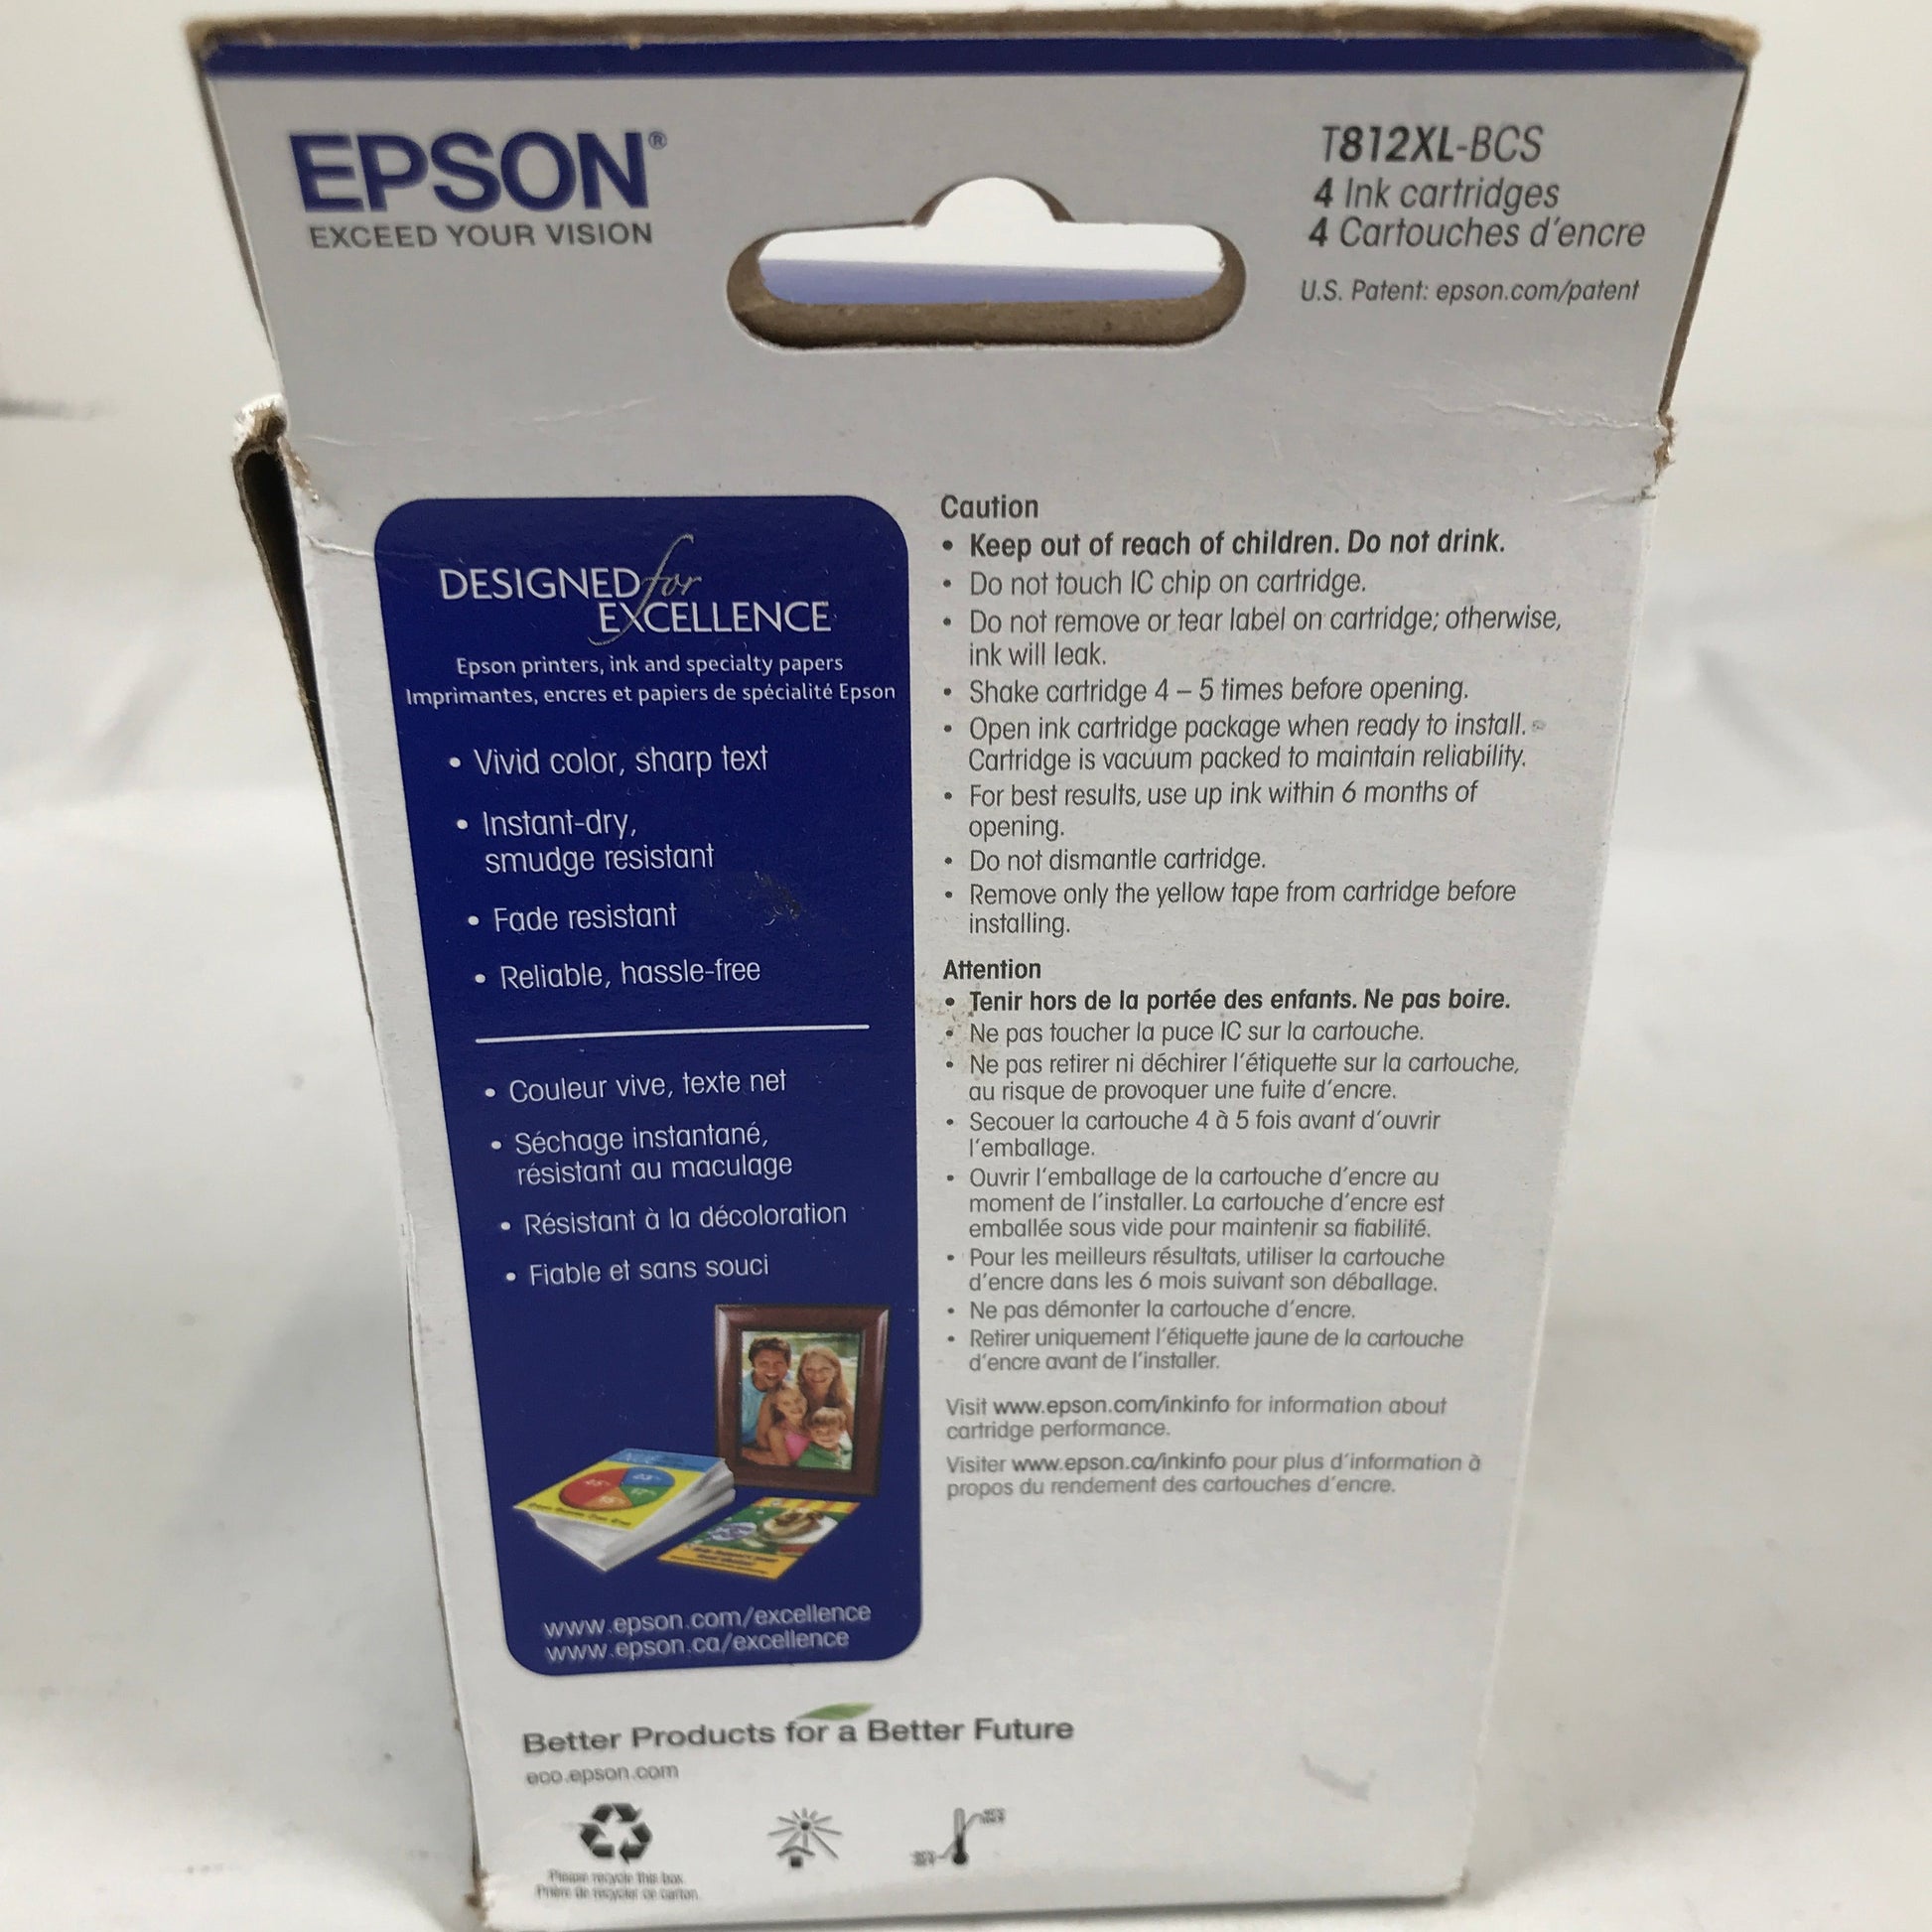 EPSON®
EXCEED YOUR VISION
T812XL-BCS
4 Ink cartridges
4 Cartouches d'encre
U.S. Patent: epson.com/patent
DESIGNED for
EXCELLENCE
Epson printers, ink and specialty papers
Imprimantes, encres et papiers de spécialité Epson
• Vivid color, sharp text
• Instant-dry,
smudge resistant
• Fade resistant
• Reliable, hassle-free
• Couleur vive, texte net
• Séchage instantané,
résistant au maculage
• Résistant à la décoloration
• Fiable et sans souci
www.epson.com/excellence
www.epson.ca/excellence
Caution
• Keep out of reach of children. Do not drink.
• Do not touch IC chip on cartridge.
• Do not remove or tear label on cartridge; otherwise,
ink will leak.
• Shake cartridge 4 – 5 times before opening.
• Open ink cartridge package when ready to install.
Cartridge is vacuum packed to maintain reliability.
• For best results, use up ink within 6 months of
opening.
• Do not dismantle cartridge.
• Remove only the yellow tape from cartridge before
installing.
Attention
• Tenir hors de la portée des enfants. Ne pas boire.
• Ne pas toucher la puce IC sur la cartouche.
• Ne pas retirer ni déchirer l'étiquette sur la cartouche,
au risque de provoquer une fuite d'encre.
• Secouer la cartouche 4 à 5 fois avant d'ouvrir
l'emballage.
• Ouvrir l'emballage de la cartouche d'encre au
moment de l'installer. La cartouche d'encre est
emballée sous vide pour maintenir sa fiabilité.
• Pour les meilleurs résultats, utiliser la cartouche
d'encre dans les 6 mois suivant son déballage.
• Ne pas démonter la cartouche d'encre.
• Retirer uniquement l'étiquette jaune de la cartouche
d'encre avant de l'installer.
Visit www.epson.com/inkinfo for information about
cartridge performance.
Visiter www.epson.ca/inkinfo pour plus d'information à
propos du rendement des cartouches d'encre.
Better Products for a Better Future
eco.epson.com
Please recycle this box.
Prière de recycler ce carton.